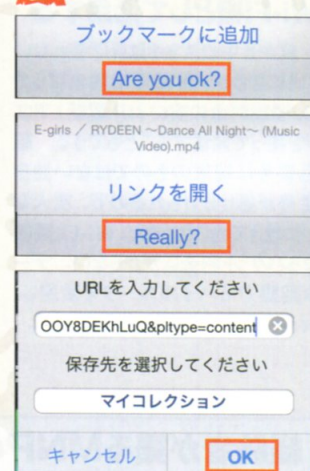 ブックマークに追加
Are you ok?
E-girls ／ RYDEEN 〜Dance All Night〜 (Music
Video).mp4
リンクを開く
Really?
URLを入力してください
OOY8DEKhLuQ&pltype=content
保存先を選択してください
マイコレクション
キャンセル
OK